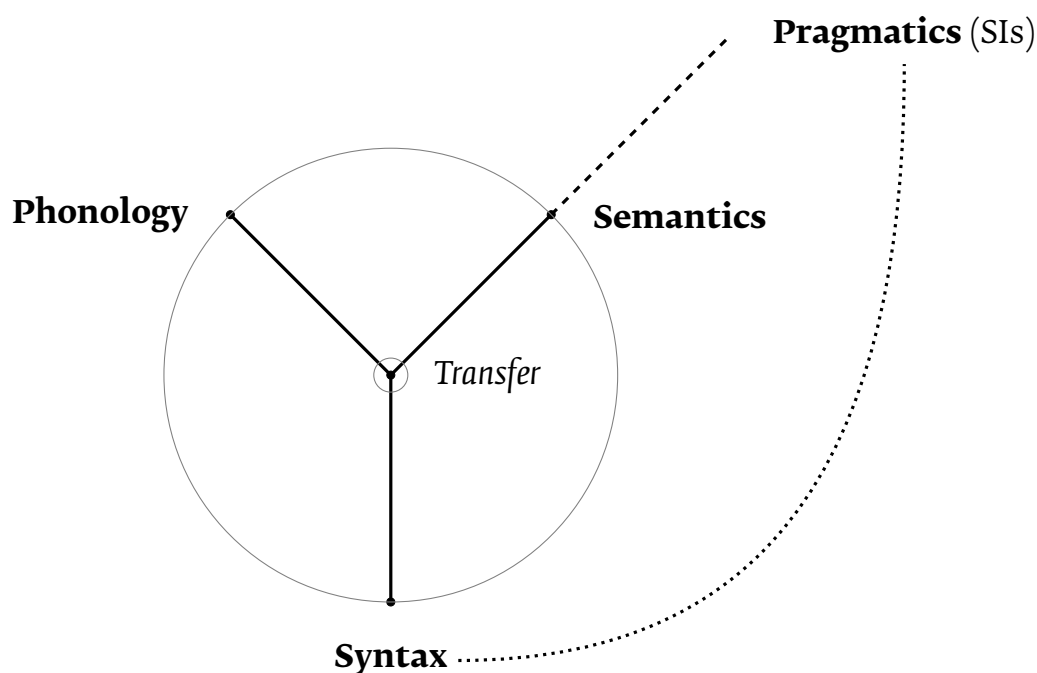 Pragmatics (SIs)
Phonology
Semantics
Transfer
Syntax